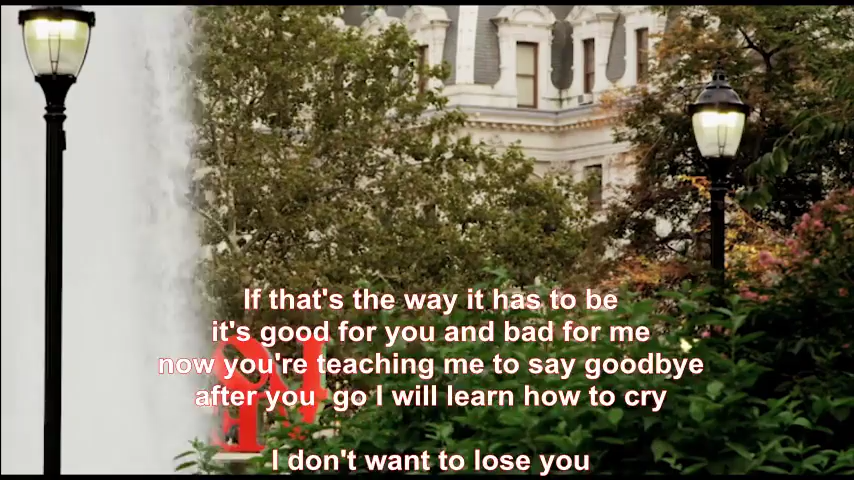 If that's the way it has to be
it's good for you and bad for me
now you're teaching me to say goodbye
after you go I will learn how to cry
I don't want to lose you